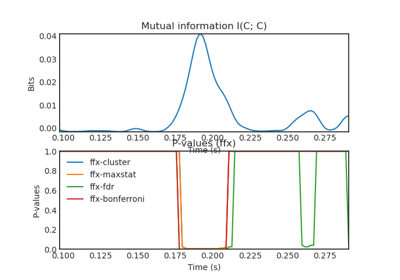 Mutual information I(C; C)
0.04
0.03
0.02
0.01
0.00
Bits
0.100 0.125 0.150 0.175 0.200 0.225 0.250 0.275
Time (s)
P-values (ffx)
1.0
0.8
0.6
0.4
0.2
0.0
P-values
ffx-cluster
ffx-maxstat
ffx-fdr
ffx-bonferroni
0.100 0.125 0.150 0.175 0.200 0.225 0.250 0.275
Time (s)